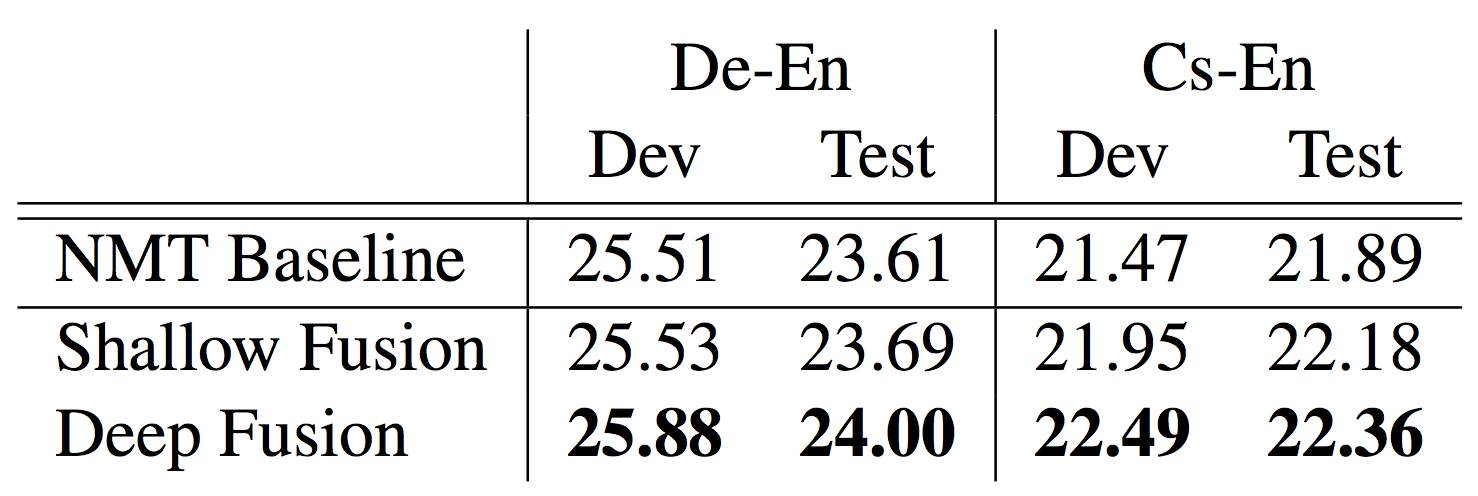 De-En Cs-En
Dev Test Dev Test
NMT Baseline 25.51 23.61 21.47 21.89
Shallow Fusion 25.53 23.69 21.95 22.18
Deep Fusion 25.88 24.00 22.49 22.36